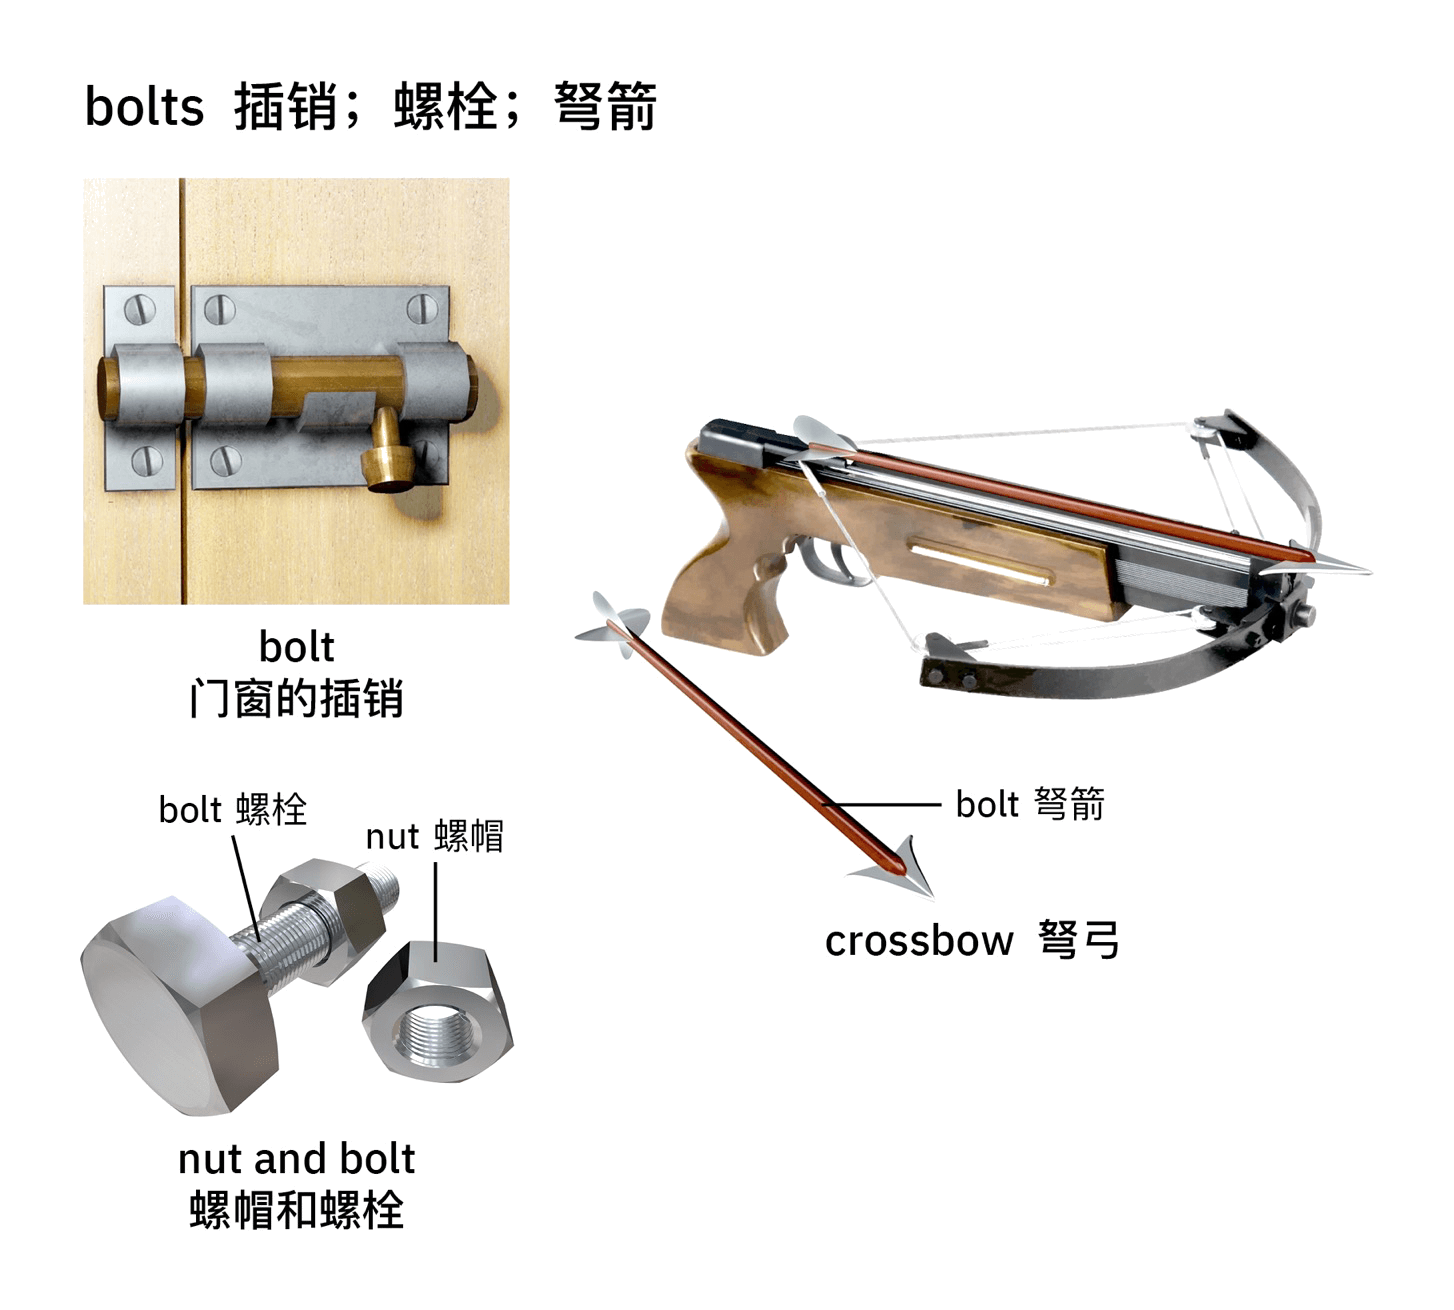 bolts 插销；螺栓；弩箭
bolt
门窗的插销
bolt 螺栓
nut 螺帽
nut and bolt
螺帽和螺栓
bolt 弩箭
crossbow 弩弓